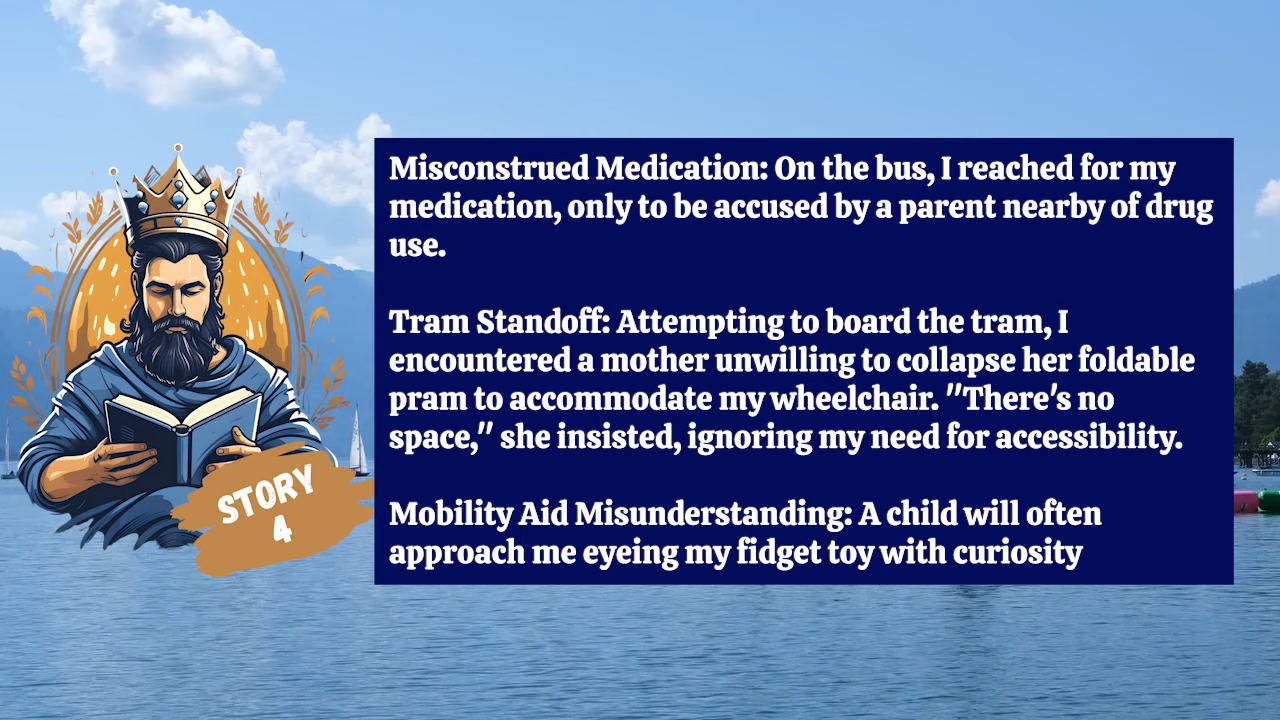 Misconstrued Medication: On the bus, I reached for my
medication, only to be accused by a parent nearby of drug
use.
Tram Standoff: Attempting to board the tram, I
encountered a mother unwilling to collapse her foldable
pram to accommodate my wheelchair. "There's no
space," she insisted, ignoring my need for accessibility.
Mobility Aid Misunderstanding: A child will often
approach me eyeing my fidget toy with curiosity
STORY
4